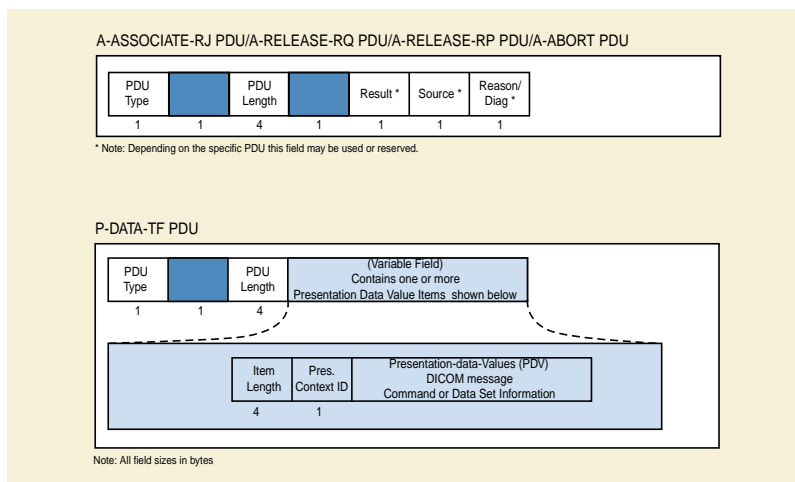 A-ASSOCIATE-RJ PDU/A-RELEASE-RQ PDU/A-RELEASE-RP PDU/A-ABORT PDU
PDU Type
PDU Length
Result *
Source *
Reason/ Diag *
1 1 4 1 1 1 1
* Note: Depending on the specific PDU this field may be used or reserved.
P-DATA-TF PDU
PDU Type
PDU Length
(Variable Field)
Contains one or more
Presentation Data Value Items shown below
1 1 4
Item Length
Pres. Context ID
Presentation-data-Values (PDV)
DICOM message
Command or Data Set Information
4 1
Note: All field sizes in bytes